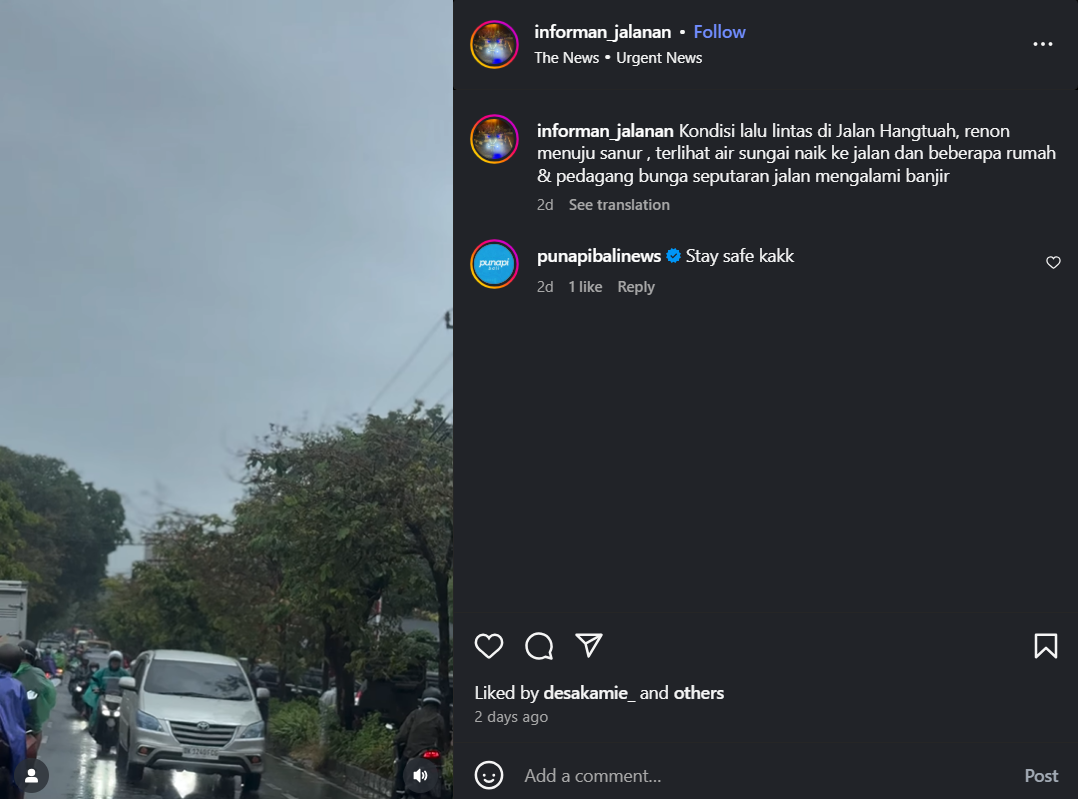 informan_jalanan • Follow
The News • Urgent News
informan_jalanan Kondisi lalu lintas di Jalan Hangtuah, renon
menuju sanur , terlihat air sungai naik ke jalan dan beberapa rumah
& pedagang bunga seputaran jalan mengalami banjir
2d See translation
punapi
punapibalinews Stay safe kakk
2d 1 like Reply
Liked by desakamie_ and others
2 days ago
Add a comment...
Post